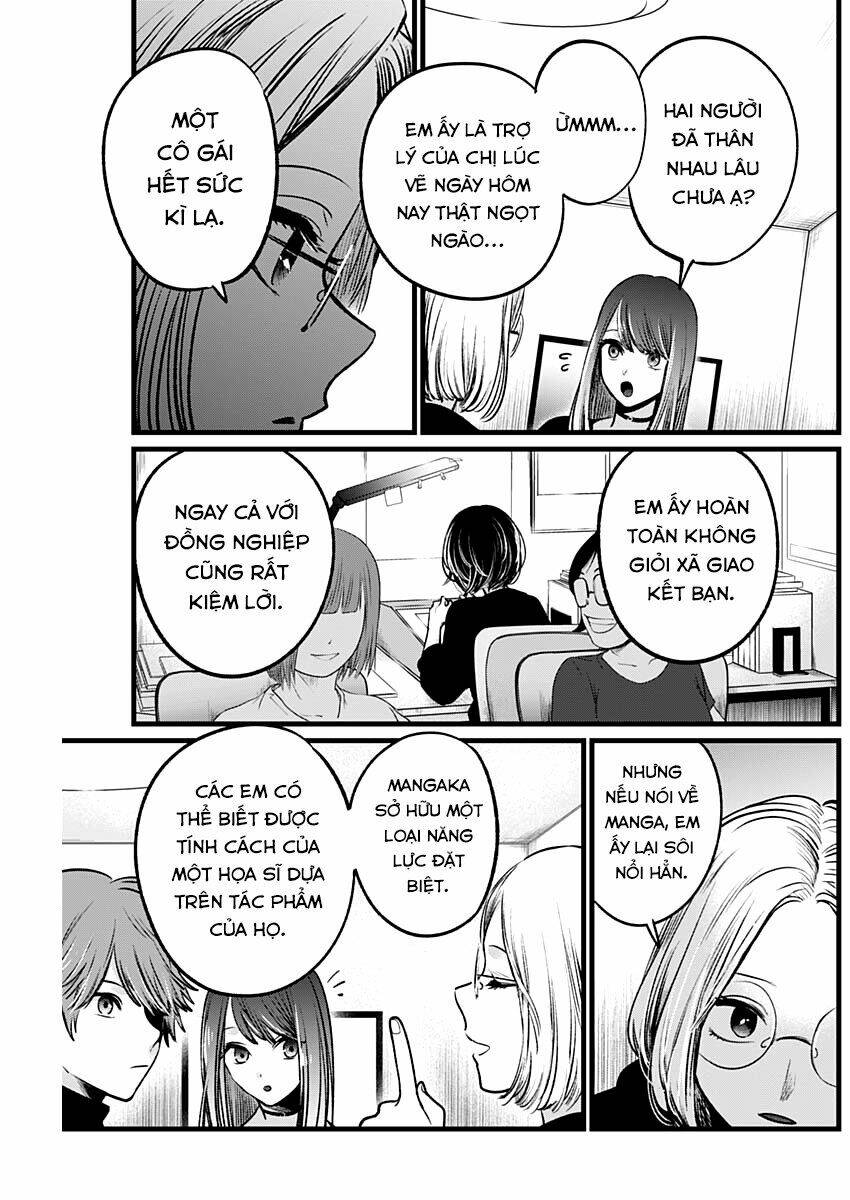 HAI NGƯỜI
ĐÃ THÂN
NHAU LÂU
CHƯA Ạ?
ỪMMM...
EM ẤY LÀ TRỢ
LÝ CỦA CHỊ LÚC
VẼ NGÀY HÔM
NAY THẬT NGỌT
NGÀO...
MỘT
CÔ GÁI
HẾT SỨC
KÌ LẠ.
EM ẤY HOÀN
TOÀN KHÔNG
GIỎI XÃ GIAO
KẾT BẠN.
NGAY CẢ VỚI
ĐỒNG NGHIỆP
CŨNG RẤT
KIỆM LỜI.
NHƯNG
NẾU NÓI VỀ
MANGA, EM
ẤY LẠI SÔI
NỔI HẲN.
MANGAKA
SỞ HỮU MỘT
LOẠI NĂNG
LỰC ĐẶT
BIỆT.
CÁC EM CÓ
THỂ BIẾT ĐƯỢC
TÍNH CÁCH CỦA
MỘT HỌA SĨ DỰA
TRÊN TÁC PHẨM
CỦA HỌ.